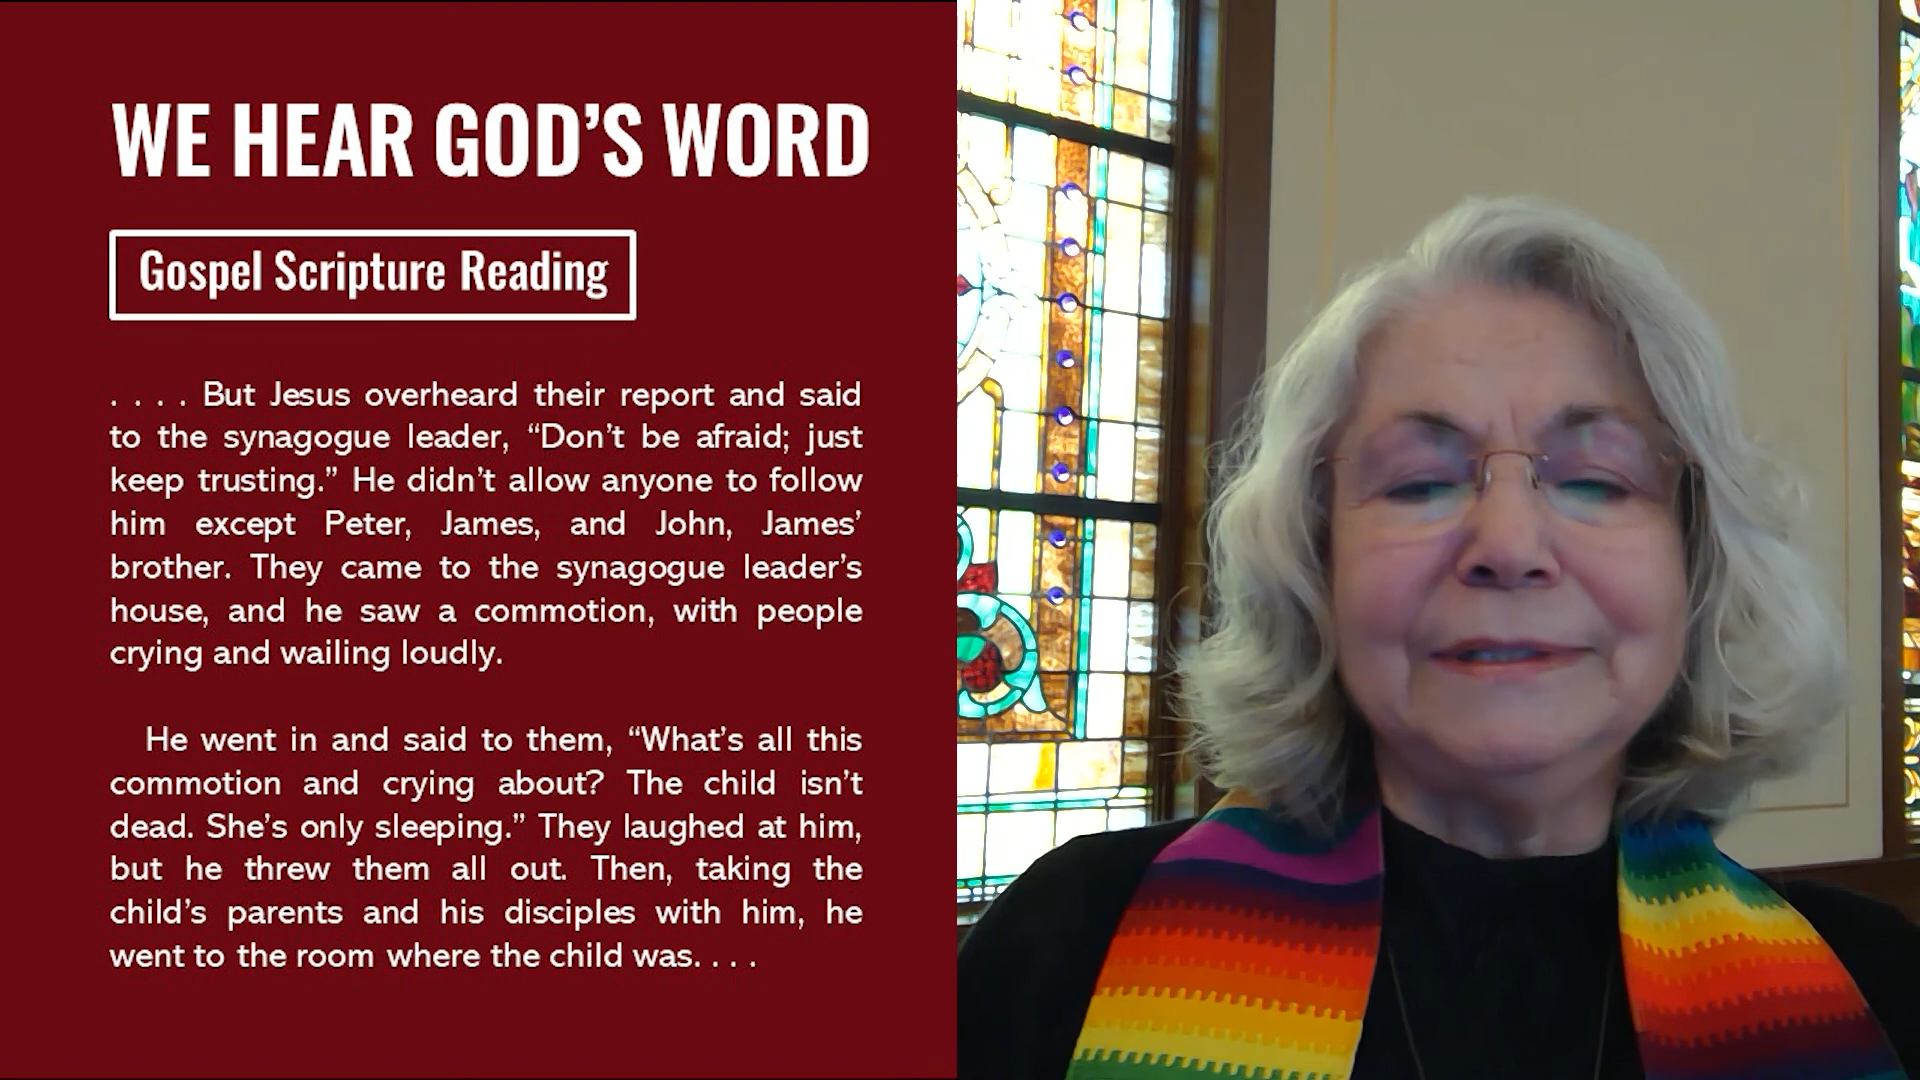 WE HEAR GOD’S WORD
Gospel Scripture Reading
. . . . But Jesus overheard their report and said
to the synagogue leader, “Don’t be afraid; just
keep trusting.” He didn’t allow anyone to follow
him except Peter, James, and John, James’
brother. They came to the synagogue leader’s
house, and he saw a commotion, with people
crying and wailing loudly.
He went in and said to them, “What’s all this
commotion and crying about? The child isn’t
dead. She’s only sleeping.” They laughed at him,
but he threw them all out. Then, taking the
child’s parents and his disciples with him, he
went to the room where the child was. . . .